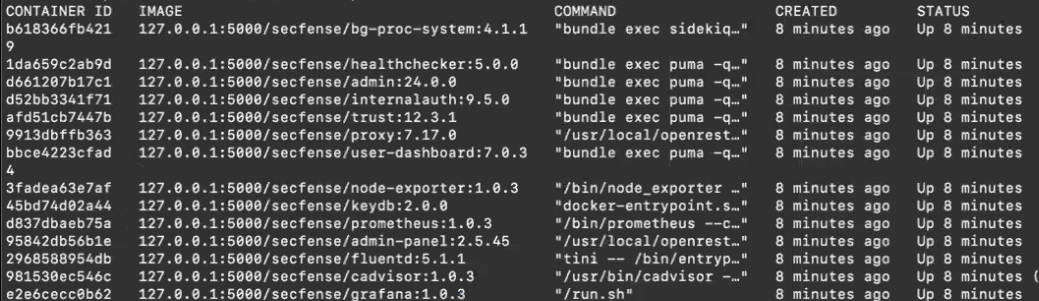 CONTAINER ID   IMAGE                                            COMMAND                  CREATED         STATUS
b618366fb421   127.0.0.1:5000/secfense/bg-proc-system:4.1.1     "bundle exec sidekiq…"   8 minutes ago   Up 8 minutes
9
1da659c2ab9d   127.0.0.1:5000/secfense/healthchecker:5.0.0      "bundle exec puma -q…"   8 minutes ago   Up 8 minutes
d661207b17c1   127.0.0.1:5000/secfense/admin:24.0.0             "bundle exec puma -q…"   8 minutes ago   Up 8 minutes
d52bb3341f71   127.0.0.1:5000/secfense/internalauth:9.5.0       "bundle exec puma -q…"   8 minutes ago   Up 8 minutes
afd51cb7447b   127.0.0.1:5000/secfense/trust:12.3.1             "bundle exec puma -q…"   8 minutes ago   Up 8 minutes
9913dbffb363   127.0.0.1:5000/secfense/proxy:7.17.0             "/usr/local/openrest…"   8 minutes ago   Up 8 minutes
bbce4223cfad   127.0.0.1:5000/secfense/user-dashboard:7.0.3     "bundle exec puma -q…"   8 minutes ago   Up 8 minutes
4
3fadea63e7af   127.0.0.1:5000/secfense/node-exporter:1.0.3      "/bin/node_exporter …"   8 minutes ago   Up 8 minutes
45bd74d02a44   127.0.0.1:5000/secfense/keydb:2.0.0              "docker-entrypoint.s…"   8 minutes ago   Up 8 minutes
d837dbaeb75a   127.0.0.1:5000/secfense/prometheus:1.0.3         "/bin/prometheus --c…"   8 minutes ago   Up 8 minutes
95842db56b1e   127.0.0.1:5000/secfense/admin-panel:2.5.45       "/usr/local/openrest…"   8 minutes ago   Up 8 minutes
2968588954db   127.0.0.1:5000/secfense/fluentd:5.1.1            "tini -- /bin/entryp…"   8 minutes ago   Up 8 minutes
981530ec546c   127.0.0.1:5000/secfense/cadvisor:1.0.3           "/usr/bin/cadvisor -…"   8 minutes ago   Up 8 minutes (
e2e6cecc0b62   127.0.0.1:5000/secfense/grafana:1.0.3            "/run.sh"                8 minutes ago   Up 8 minutes